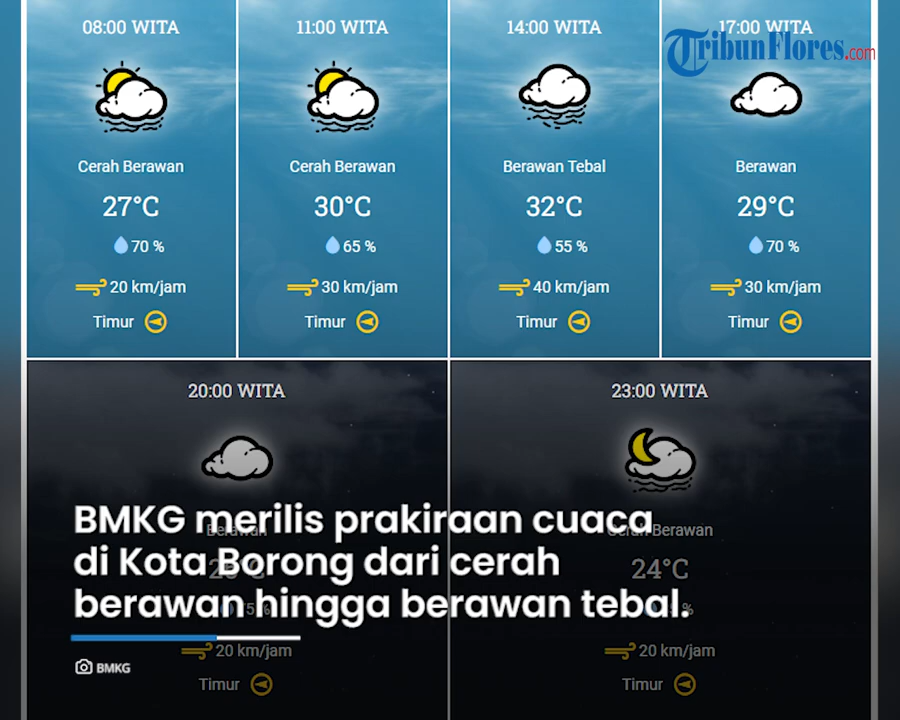 08:00 WITA
11:00 WITA
14:00 WITA
17:00 WITA
TribunFlores.com
Cerah Berawan
Cerah Berawan
Berawan Tebal
Berawan
27°C
30°C
32°C
29°C
70 %
65 %
55 %
70 %
20 km/jam
30 km/jam
40 km/jam
30 km/jam
Timur
Timur
Timur
Timur
20:00 WITA
23:00 WITA
Berawan
Cerah Berawan
24°C
BMKG merilis prakiraan cuaca
di Kota Borong dari cerah
berawan hingga berawan tebal.
20 km/jam
20 km/jam
BMKG
Timur
Timur